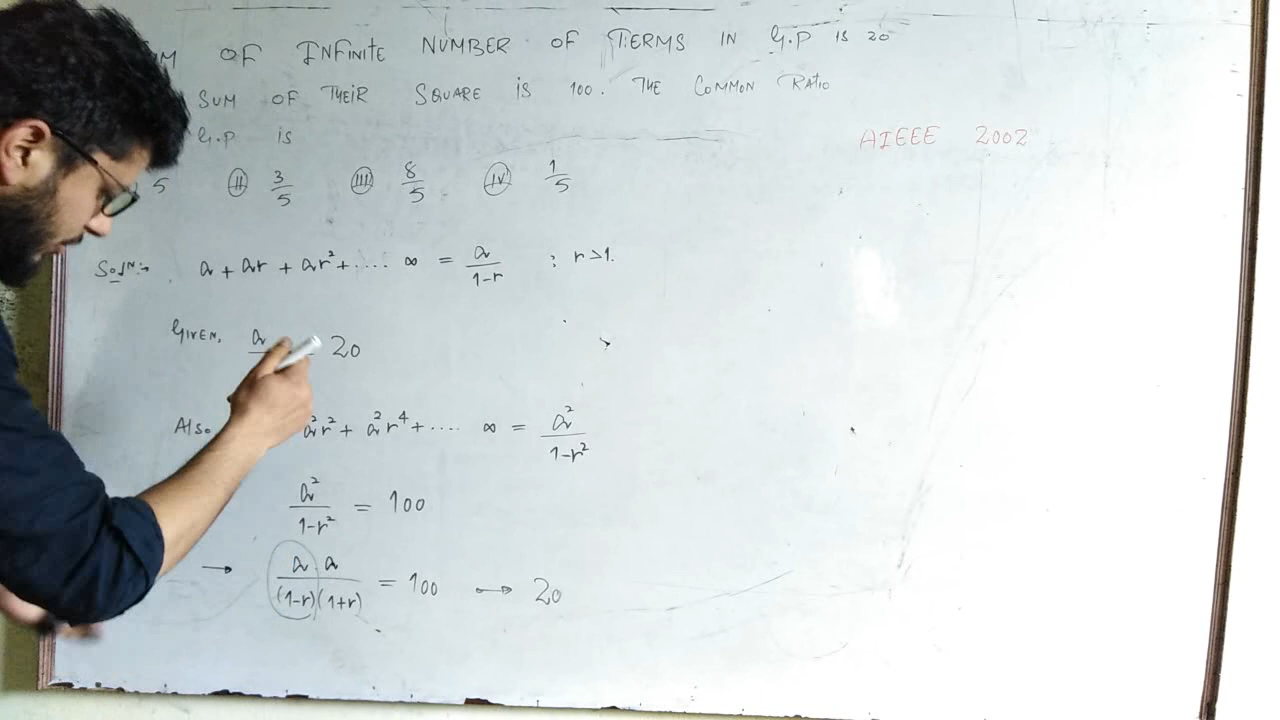 OF INFINITE NUMBER OF TERMS IN G.P IS 20
SUM OF THEIR SQUARE IS 100. THE COMMON RATIO
G.P IS
AIEEE 2002
5 (II) 3/5 (III) 8/5 (IV) 1/5
Soln:- a + ar + ar² + .... ∞ = a/(1-r) ; r>1.
GIVEN, a = 20
Also a²r² + a²r⁴ + .... ∞ = a²/(1-r²)
a²/(1-r²) = 100
→ a a/((1-r)(1+r)) = 100 → 20